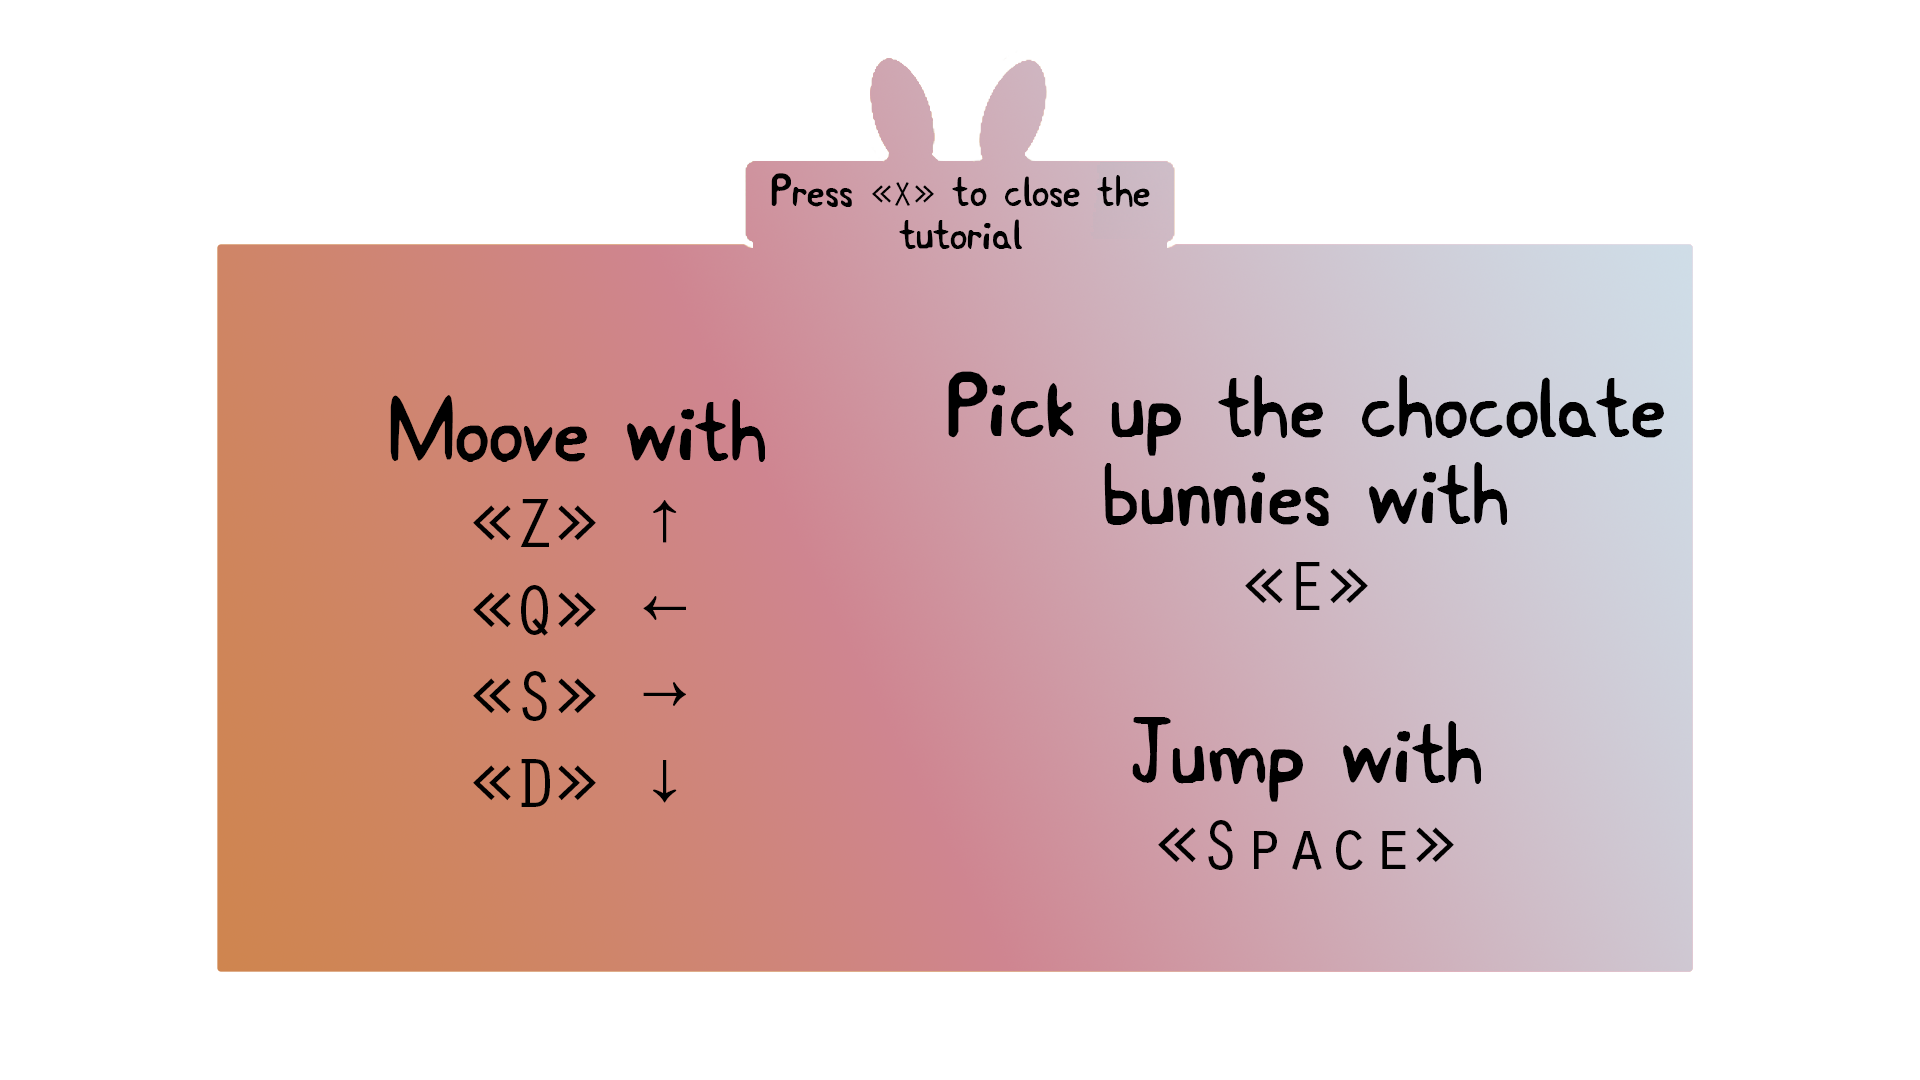 Press «X» to close the
tutorial
Moove with
«Z» ↑
«Q» ←
«S» →
«D» ↓
Pick up the chocolate
bunnies with
«E»
Jump with
«Space»